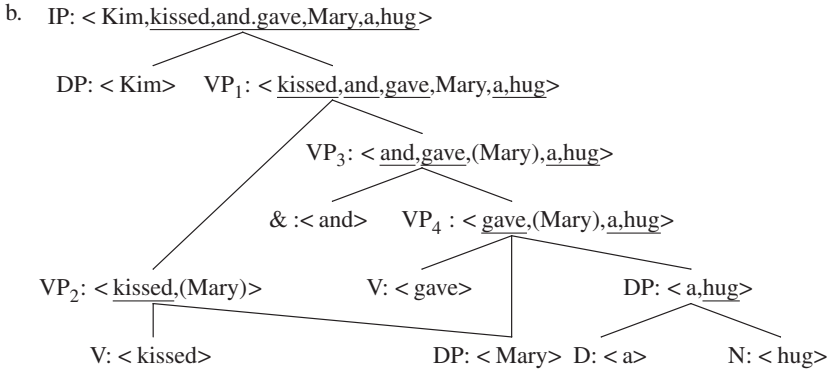 b. IP: < Kim,kissed,and.gave,Mary,a,hug>
DP: < Kim> VP1: < kissed,and,gave,Mary,a,hug>
VP3: < and,gave,(Mary),a,hug>
& :< and> VP4 : < gave,(Mary),a,hug>
VP2: < kissed,(Mary)> V: < gave> DP: < a,hug>
V: < kissed> DP: < Mary> D: < a> N: < hug>